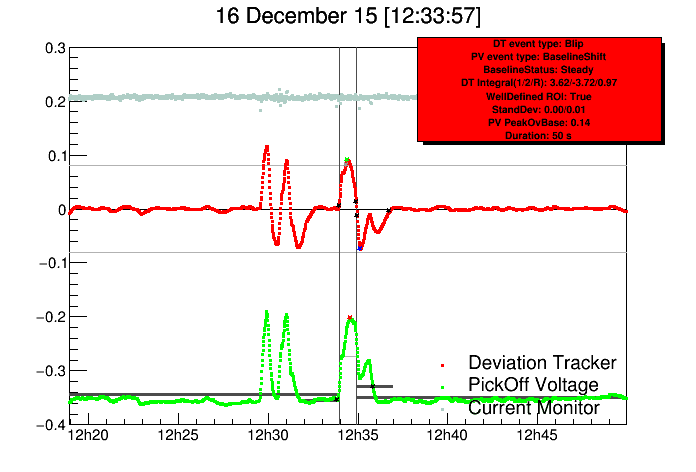 16 December 15 [12:33:57]
DT event type: Blip
PV event type: BaselineShift
BaselineStatus: Steady
DT Integral(1/2/R): 3.62/-3.72/0.97
WellDefined ROI: True
StandDev: 0.00/0.01
PV PeakOvBase: 0.14
Duration: 50 s
0.3
0.2
0.1
0
−0.1
−0.2
−0.3
−0.4
Deviation Tracker
PickOff Voltage
Current Monitor
12h20 12h25 12h30 12h35 12h40 12h45